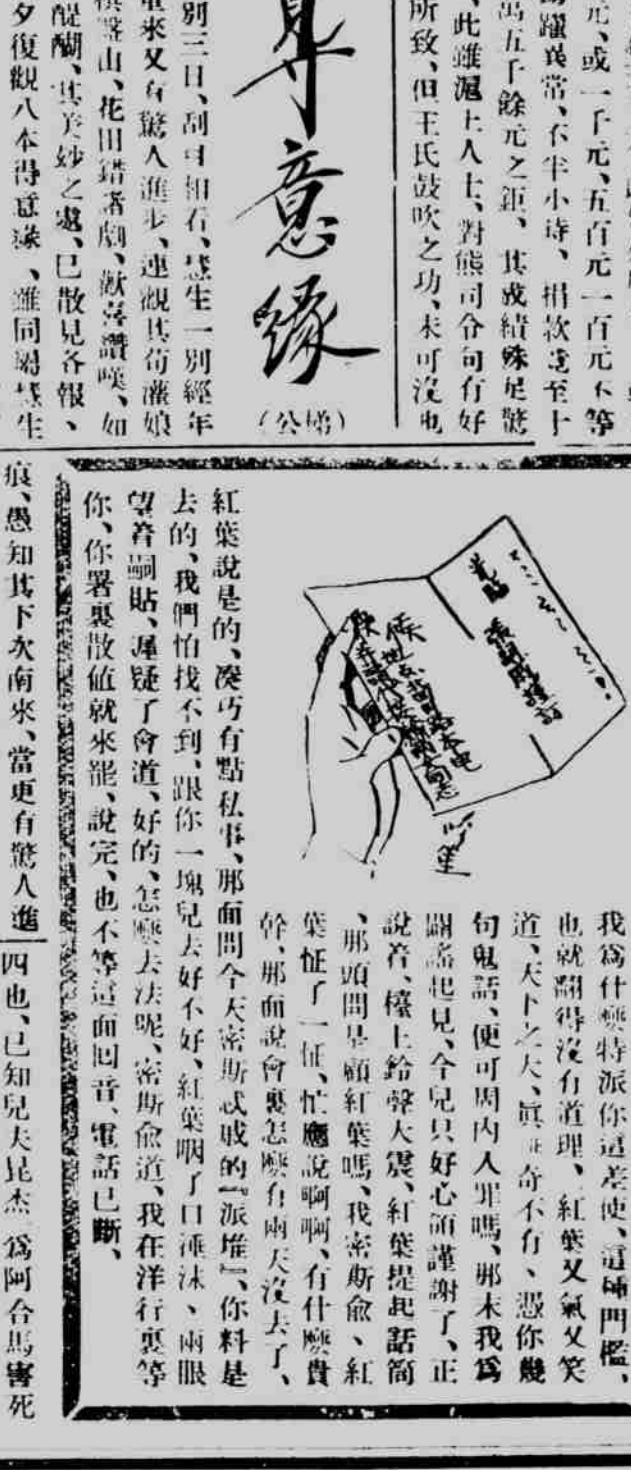 元、或一千元、五百元一百元不等
踴躍異常、不半小時、捐款竟至十
萬五千餘元之鉅、其成績殊足驚
、此雖滬上人士、對熊司令向有好
所致、但王氏鼓吹之功、未可沒也
意緣
(公梯)
別三日、刮目相看、慧生一別經年
重來又有驚人進步、連觀其荀灌娘
山、花田錯諸劇、歡喜讚嘆、如
醍醐、其美妙之處、已散見各報、
夕復觀八本得意緣、雖同屬慧生
痕、愚知其下次南來、當更有驚人進
我爲什麼特派你這差使、這種門檻、
也就翻得沒有道理、紅葉又氣又笑
道、天下之大、眞奇不有、憑你幾
句鬼話、便可周內人罪嗎、那末我爲
闢謠起見、今兒只好心領謹謝了、正
說着、檯上鈴聲大震、紅葉提起話筒
、那頭問是顧紅葉嗎、我密斯俞、紅
葉怔了一怔、忙應說啊啊、有什麼貴
幹、那面說會裏怎麼有兩天沒去了、
紅葉說是的、湊巧有點私事、那面問今天密斯忒戚的『派推』、你料是
去的、我們怕找不到、跟你一塊兒去好不好、紅葉咽了口唾沫、兩眼
望着嗣貼、遲疑了會道、好的、怎麼去法呢、密斯俞道、我在洋行裏等
你、你署裏散值就來罷、說完、也不等這面回音、電話已斷、
四也、已知兒夫昆杰、爲阿合馬害死